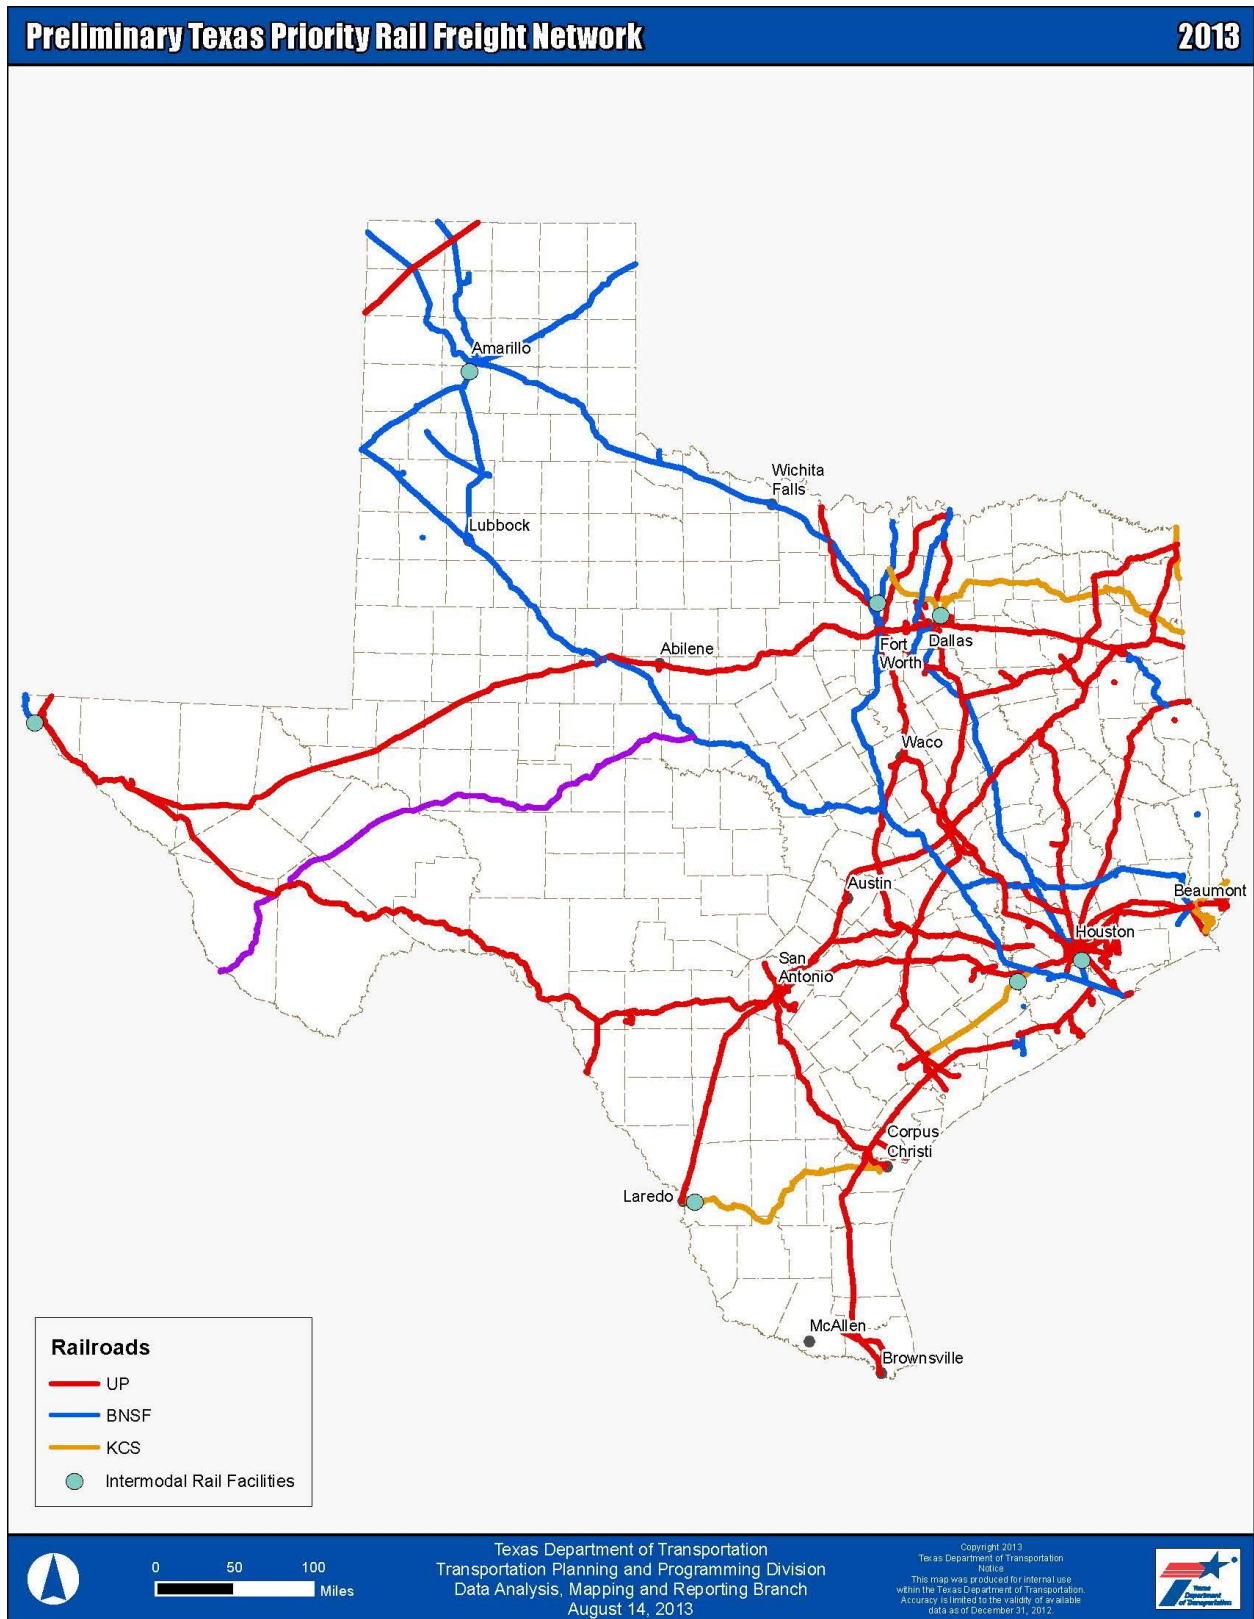 Preliminary Texas Priority Rail Freight Network
2013
Amarillo
Wichita
Falls
Lubbock
Abilene
Fort
Worth
Dallas
Waco
Austin
Beaumont
Houston
San
Antonio
Corpus
Christi
Laredo
McAllen
Brownsville
Railroads
UP
BNSF
KCS
Intermodal Rail Facilities
0 50 100
Miles
Texas Department of Transportation
Transportation Planning and Programming Division
Data Analysis, Mapping and Reporting Branch
August 14, 2013
Copyright 2013
Texas Department of Transportation
Notice
This map was produced for internal use
within the Texas Department of Transportation.
Accuracy is limited to the validity of available
data as of December 31, 2012.
Texas
Department
of Transportation